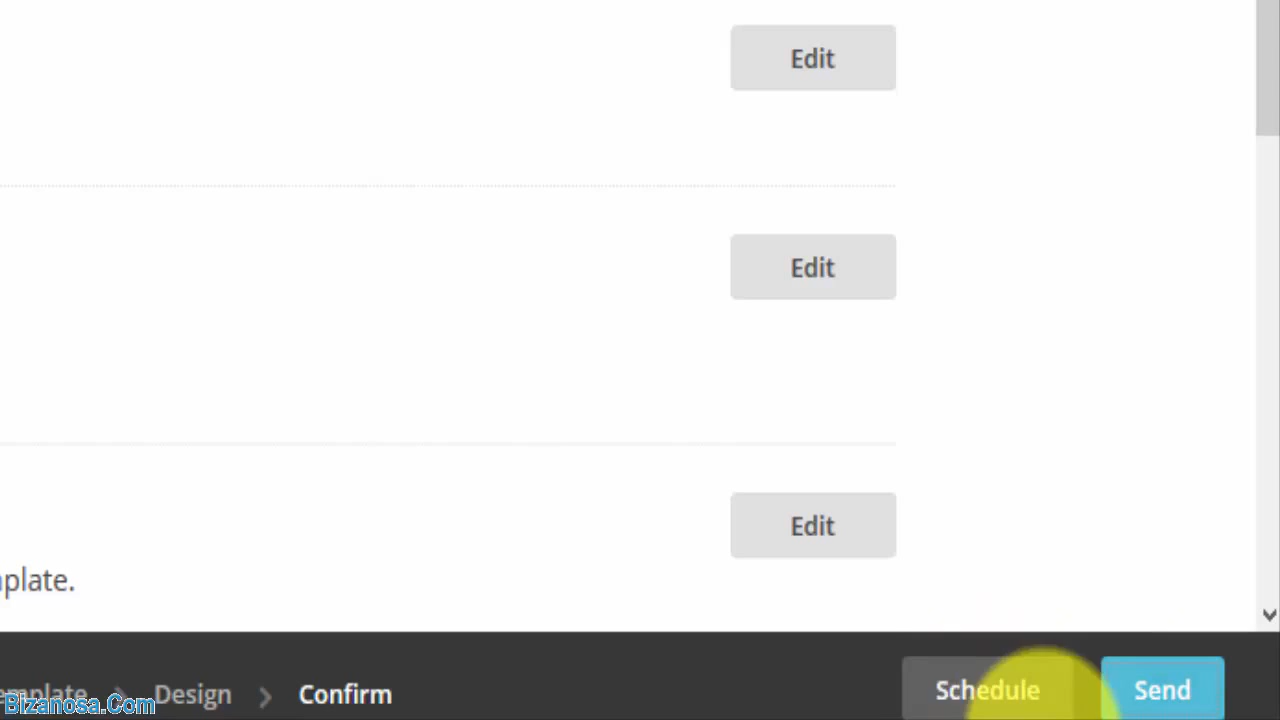 Edit
Edit
Edit
plate.
Design > Confirm
Schedule
Send
Bizanosa.Com